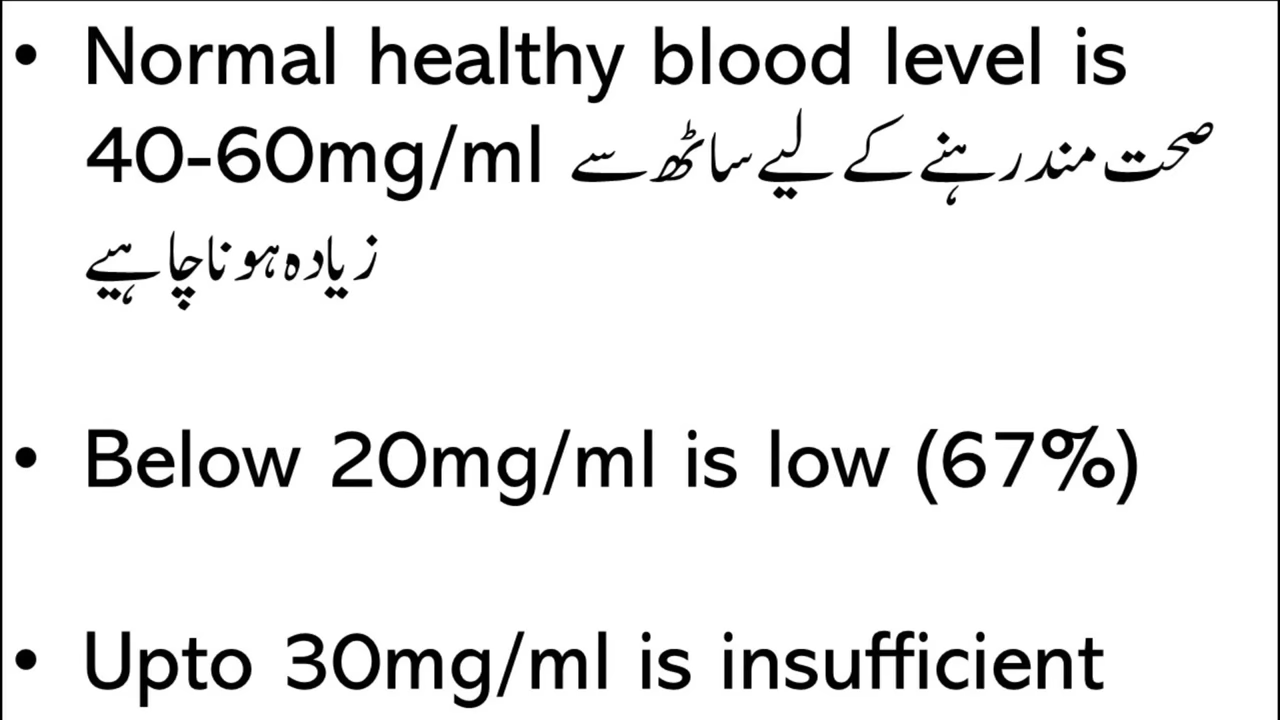 • Normal healthy blood level is
40-60mg/ml صحت مند رہنے کے لیے ساٹھ سے
زیادہ ہونا چاہیے
• Below 20mg/ml is low (67%)
• Upto 30mg/ml is insufficient